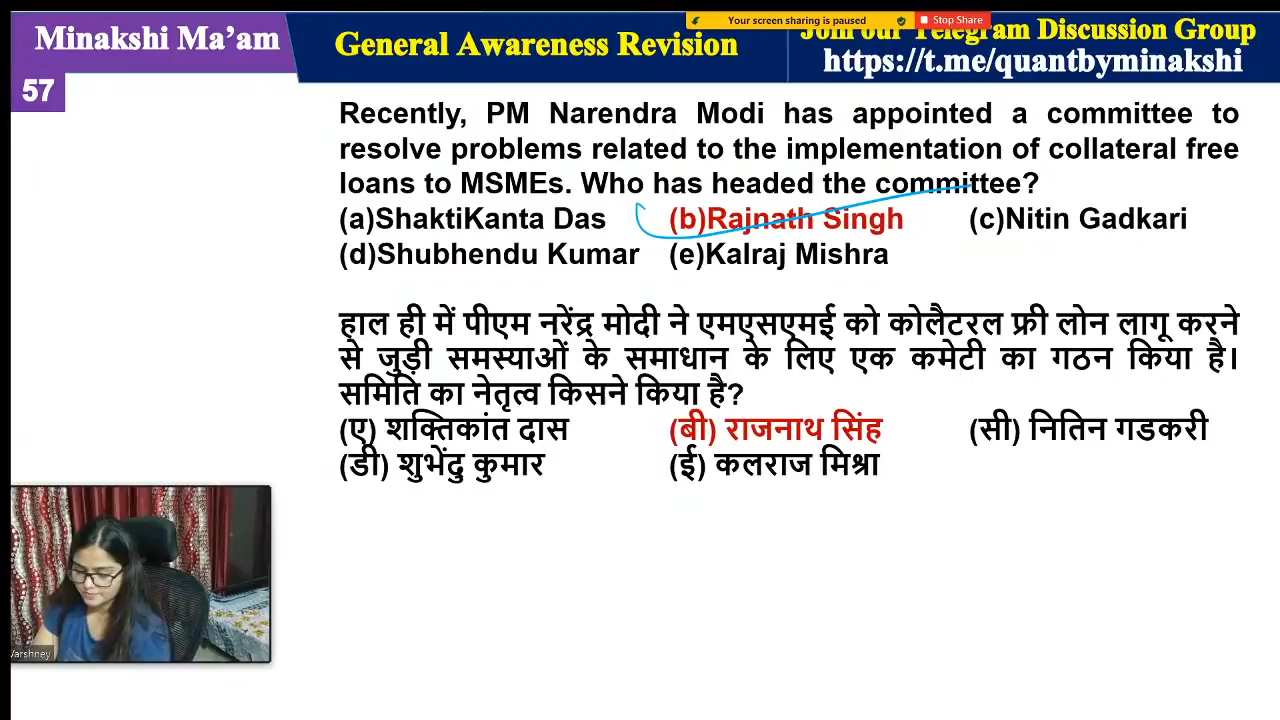 Your screen sharing is paused
Stop Share
Minakshi Ma'am
General Awareness Revision
Join our Telegram Discussion Group
https://t.me/quantbyminakshi
57
Recently, PM Narendra Modi has appointed a committee to
resolve problems related to the implementation of collateral free
loans to MSMEs. Who has headed the committee?
(a)ShaktiKanta Das (b)Rajnath Singh (c)Nitin Gadkari
(d)Shubhendu Kumar (e)Kalraj Mishra
हाल ही में पीएम नरेंद्र मोदी ने एमएसएमई को कोलैटरल फ्री लोन लागू करने
से जुड़ी समस्याओं के समाधान के लिए एक कमेटी का गठन किया है।
समिति का नेतृत्व किसने किया है?
(ए) शक्तिकांत दास (बी) राजनाथ सिंह (सी) नितिन गडकरी
(डी) शुभेंदु कुमार (ई) कलराज मिश्रा
Varshney